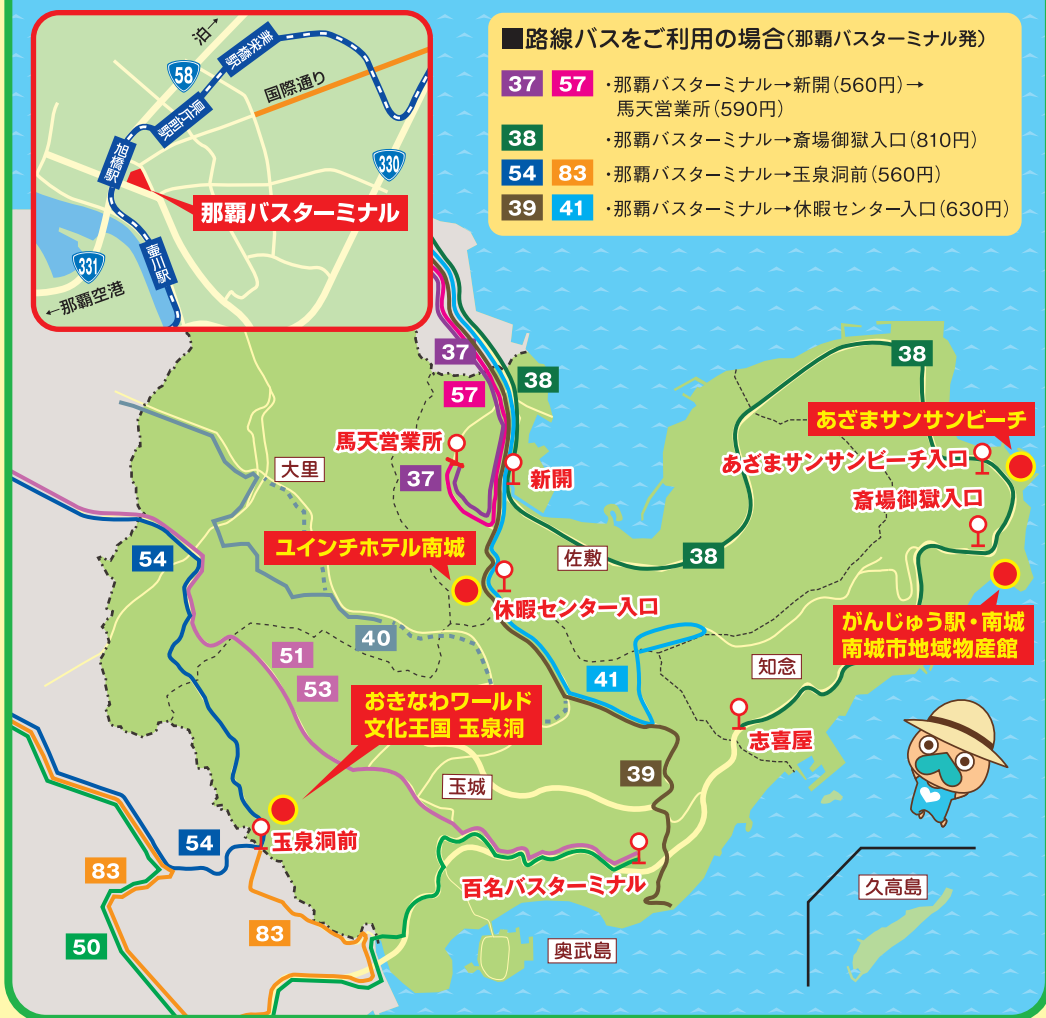 泊→
58
美栄橋駅
国際通り
県庁前駅
旭橋駅
330
那覇バスターミナル
331
壺川駅
←那覇空港
■路線バスをご利用の場合(那覇バスターミナル発)
37 57 ・那覇バスターミナル→新開(560円)→
馬天営業所(590円)
38 ・那覇バスターミナル→斎場御獄入口(810円)
54 83 ・那覇バスターミナル→玉泉洞前(560円)
39 41 ・那覇バスターミナル→休暇センター入口(630円)
37
38
57
38
あざまサンサンビーチ
馬天営業所
あざまサンサンビーチ入口
大里
37
新開
斎場御獄入口
ユインチホテル南城
54
佐敷
38
休暇センター入口
がんじゅう駅・南城
南城市地域物産館
40
51
53
知念
41
おきなわワールド
文化王国 玉泉洞
志喜屋
39
玉城
54
玉泉洞前
83
百名バスターミナル
久高島
83
50
奥武島